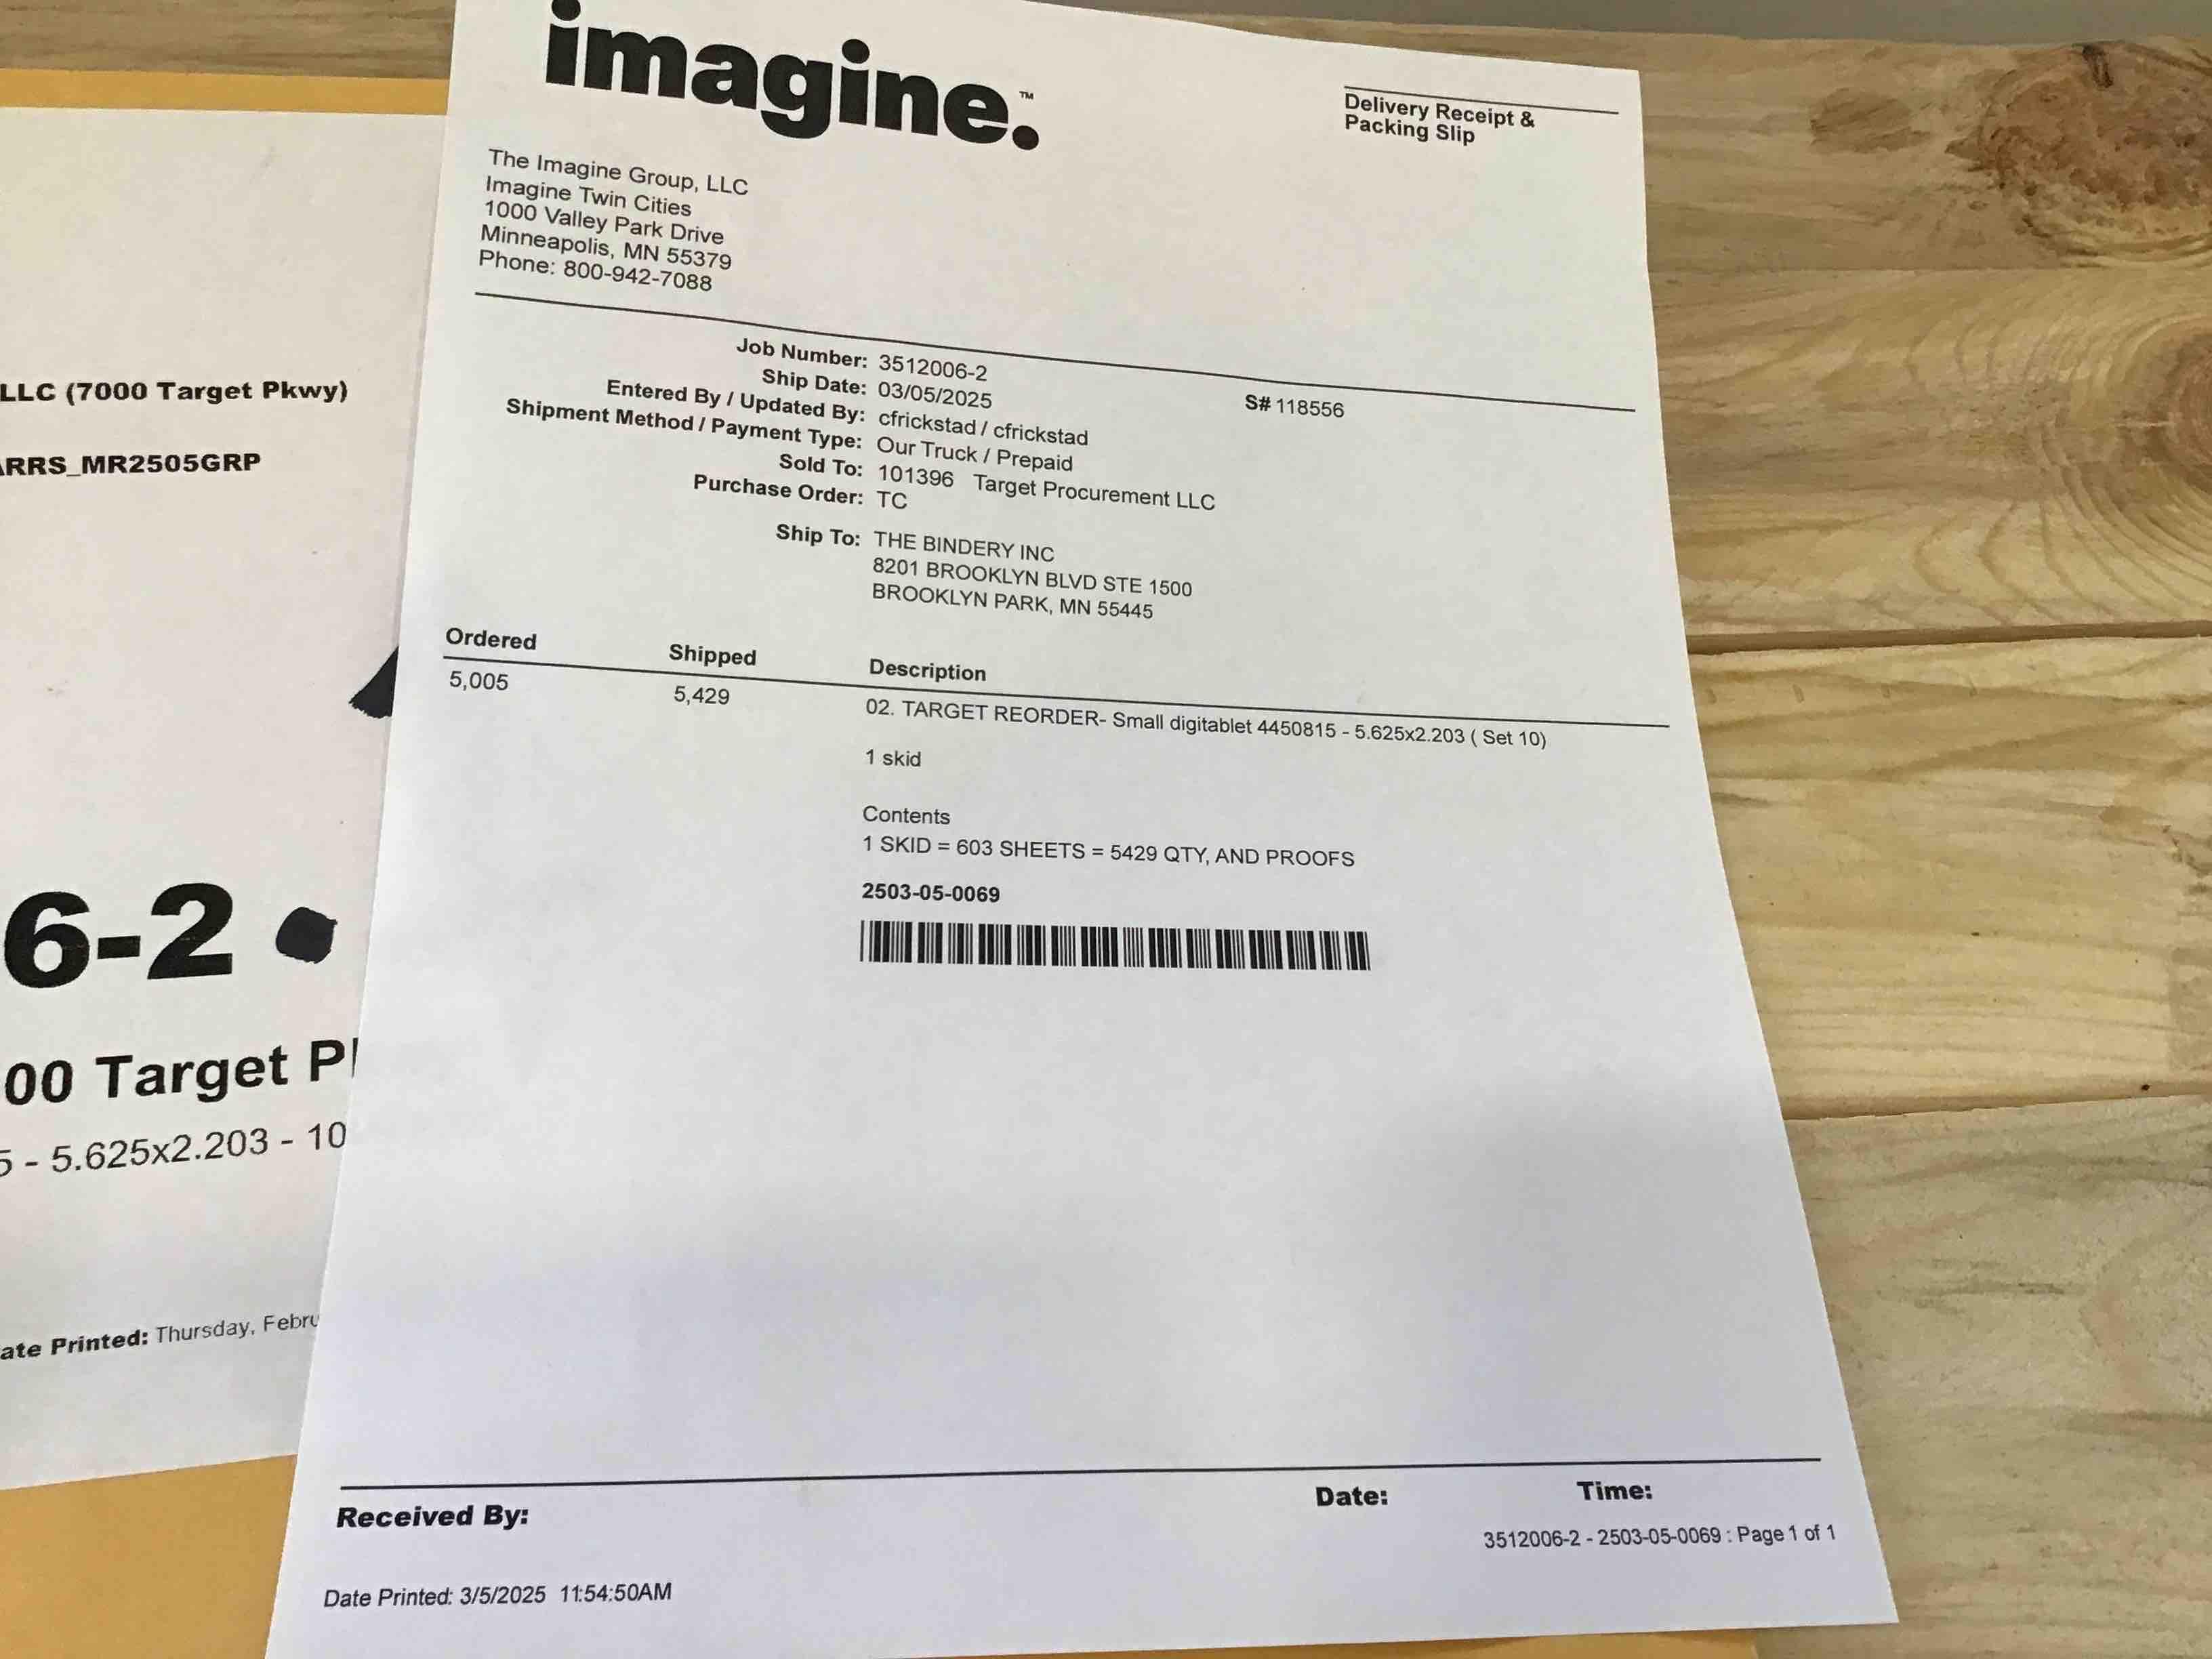 imagine.™
Delivery Receipt &
Packing Slip
The Imagine Group, LLC
Imagine Twin Cities
1000 Valley Park Drive
Minneapolis, MN 55379
Phone: 800-942-7088
Job Number: 3512006-2
Ship Date: 03/05/2025
S# 118556
Entered By / Updated By: cfrickstad / cfrickstad
Shipment Method / Payment Type: Our Truck / Prepaid
Sold To: 101396 Target Procurement LLC
Purchase Order: TC
Ship To: THE BINDERY INC
8201 BROOKLYN BLVD STE 1500
BROOKLYN PARK, MN 55445
Ordered Shipped Description
5,005 5,429 02. TARGET REORDER- Small digitablet 4450815 - 5.625x2.203 ( Set 10)
1 skid
Contents
1 SKID = 603 SHEETS = 5429 QTY, AND PROOFS
2503-05-0069
Received By: Date: Time:
3512006-2 - 2503-05-0069 : Page 1 of 1
Date Printed: 3/5/2025 11:54:50AM
LLC (7000 Target Pkwy)
RRS_MR2505GRP
6-2
00 Target P
5 - 5.625x2.203 - 10
ate Printed: Thursday, Febru